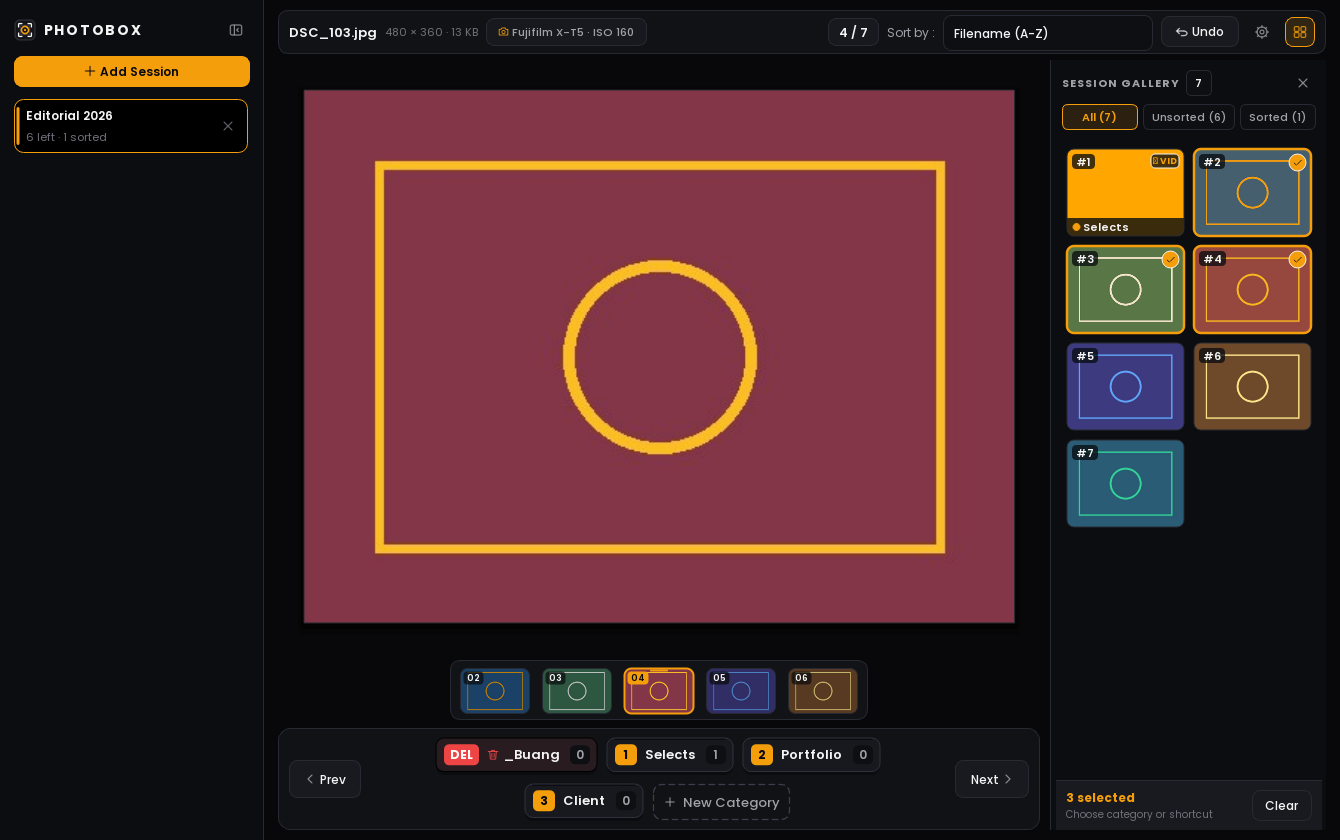 PHOTOBOX
Add Session
Editorial 2026
6 left · 1 sorted
DSC_103.jpg 480 × 360 · 13 KB Fujifilm X-T5 · ISO 160 4 / 7 Sort by : Filename (A-Z) Undo
SESSION GALLERY 7
All (7) Unsorted (6) Sorted (1)
#1 VID #2
Selects
#3 #4
#5 #6
#7
02 03 04 05 06
Prev DEL _Buang 0 1 Selects 1 2 Portfolio 0 Next
3 Client 0 New Category
3 selected
Choose category or shortcut
Clear